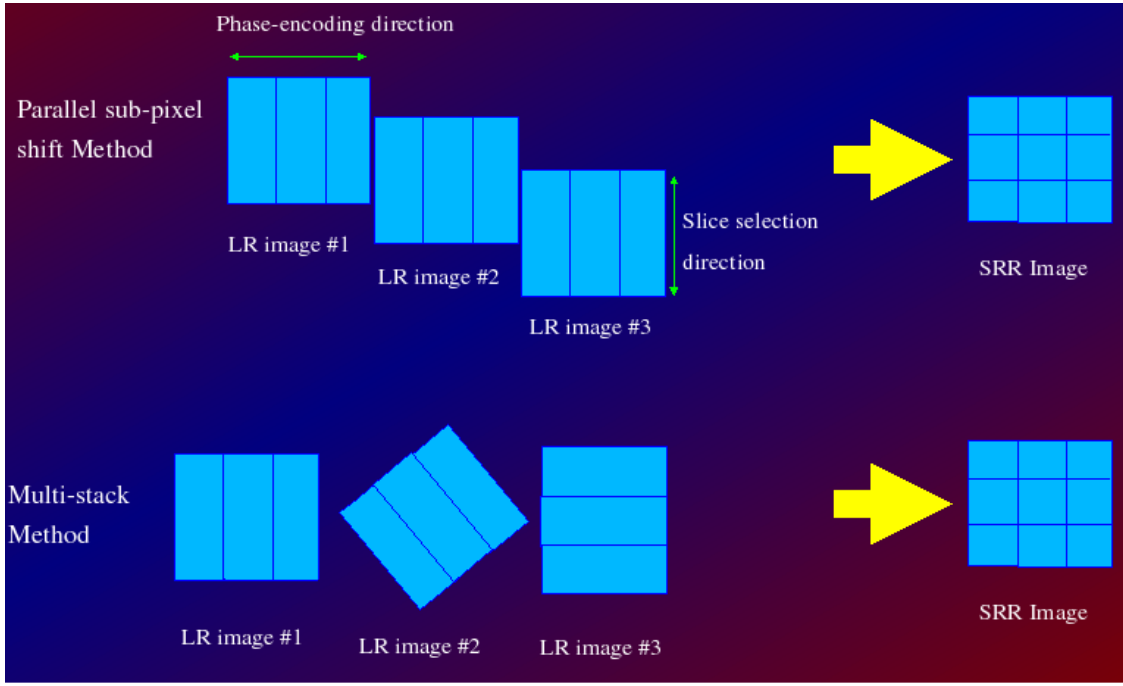 Phase-encoding direction
Parallel sub-pixel
shift Method
LR image #1
LR image #2
LR image #3
Slice selection
direction
SRR Image
Multi-stack
Method
LR image #1
LR image #2
LR image #3
SRR Image